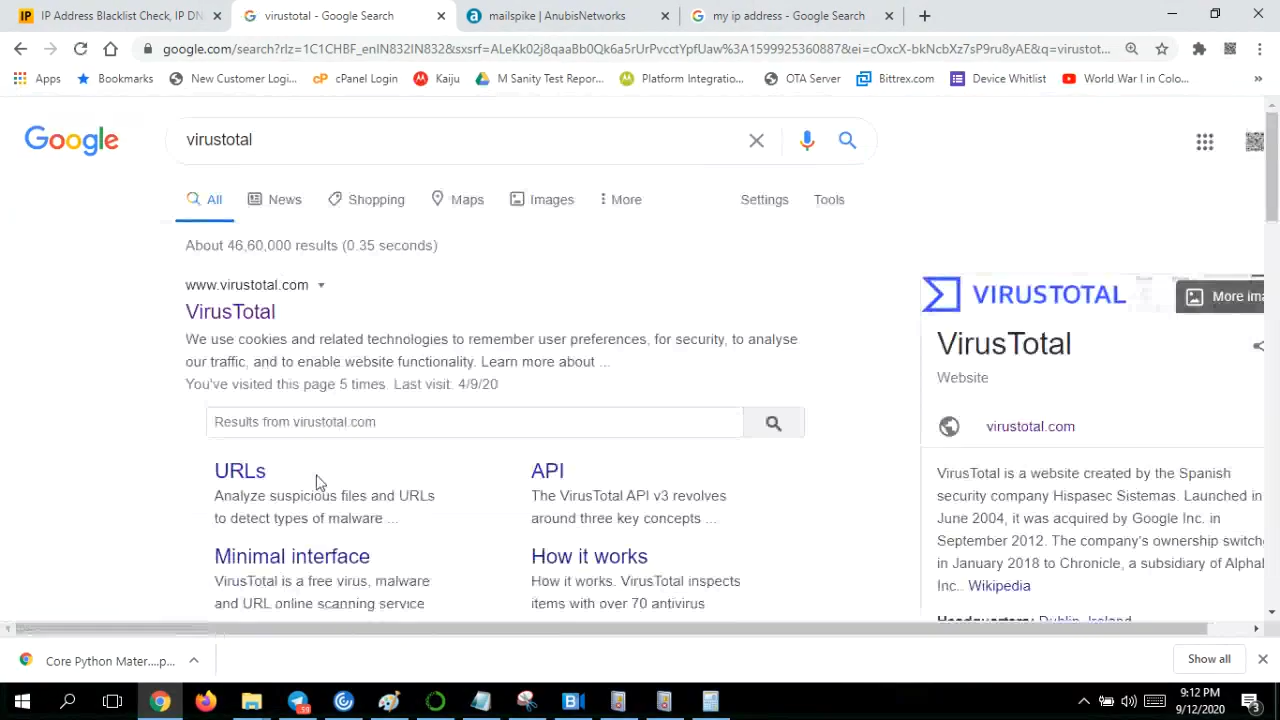 IP Address Blacklist Check, IP DN
virustotal - Google Search
mailspike | AnubisNetworks
my ip address - Google Search
google.com/search?rlz=1C1CHBF_enIN832IN832&sxsrf=ALeKk02j8qaaBb0Qk6a5rUrPvcctYpfUaw%3A1599925360887&ei=cOxcX-bkNcbXz7sP9ru8yAE&q=virustot...
Apps
Bookmarks
New Customer Logi...
cPanel Login
Kaiju
M Sanity Test Repor...
Platform Integratio...
OTA Server
Bittrex.com
Device Whitlist
World War I in Colo...
Google
virustotal
All
News
Shopping
Maps
Images
More
Settings
Tools
About 46,60,000 results (0.35 seconds)
www.virustotal.com
VirusTotal
We use cookies and related technologies to remember user preferences, for security, to analyse
our traffic, and to enable website functionality. Learn more about ...
You've visited this page 5 times. Last visit: 4/9/20
Results from virustotal.com
URLs
Analyze suspicious files and URLs
to detect types of malware ...
API
The VirusTotal API v3 revolves
around three key concepts ...
Minimal interface
VirusTotal is a free virus, malware
and URL online scanning service
How it works
How it works. VirusTotal inspects
items with over 70 antivirus
VIRUSTOTAL
More ima
VirusTotal
Website
virustotal.com
VirusTotal is a website created by the Spanish
security company Hispasec Sistemas. Launched in
June 2004, it was acquired by Google Inc. in
September 2012. The company's ownership switch
in January 2018 to Chronicle, a subsidiary of Alpha
Inc.. Wikipedia
Headquarters: Dublin, Ireland
Core Python Mater....p...
Show all
59
9:12 PM
9/12/2020
3